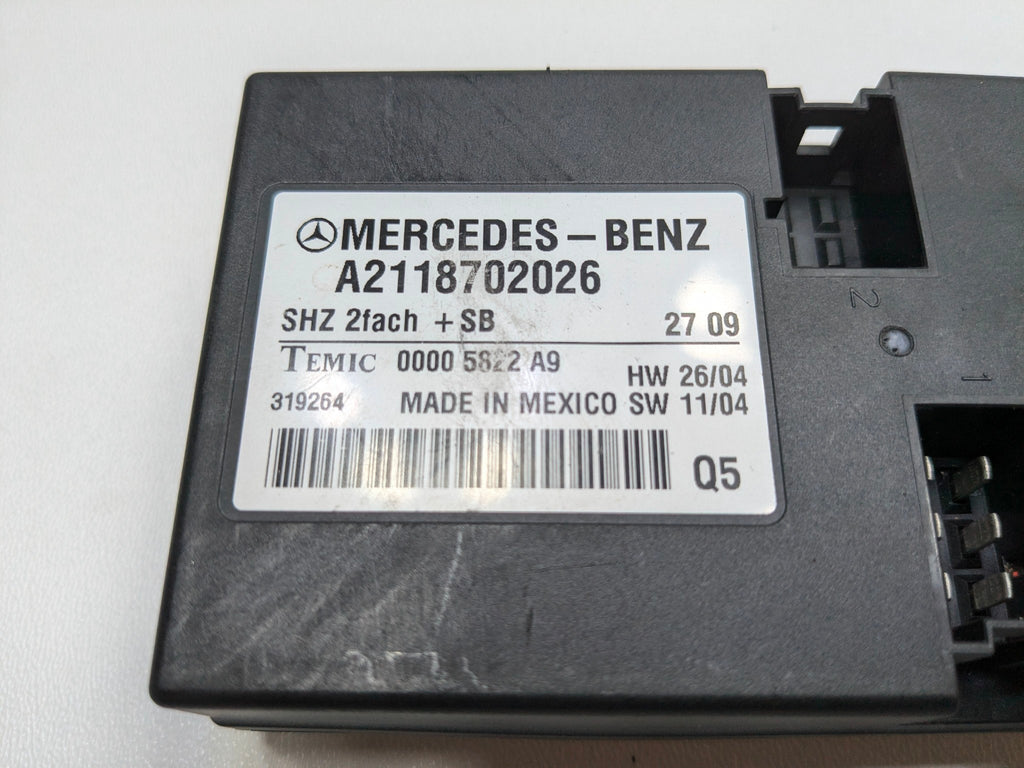 MERCEDES-BENZ
A2118702026
SHZ 2fach +SB 27 09
TEMIC 0000 5822 A9
HW 26/04
319264 MADE IN MEXICO SW 11/04
Q5
2
1